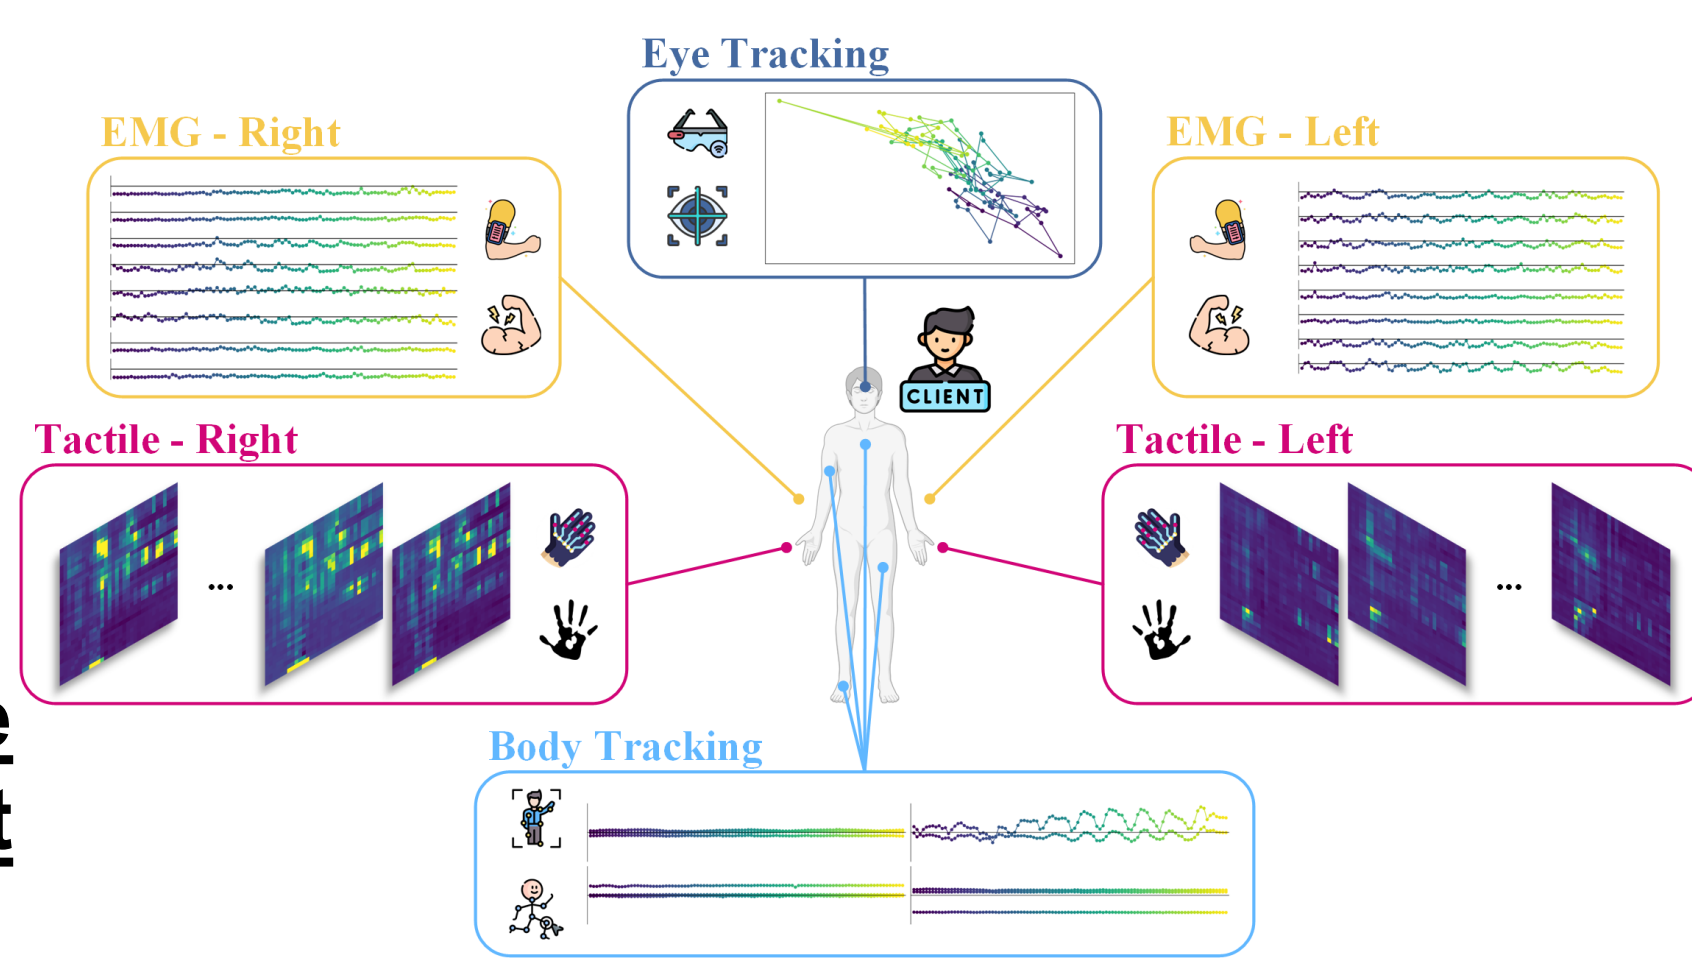 Eye Tracking
EMG - Right
EMG - Left
CLIENT
Tactile - Right
Tactile - Left
...
...
Body Tracking